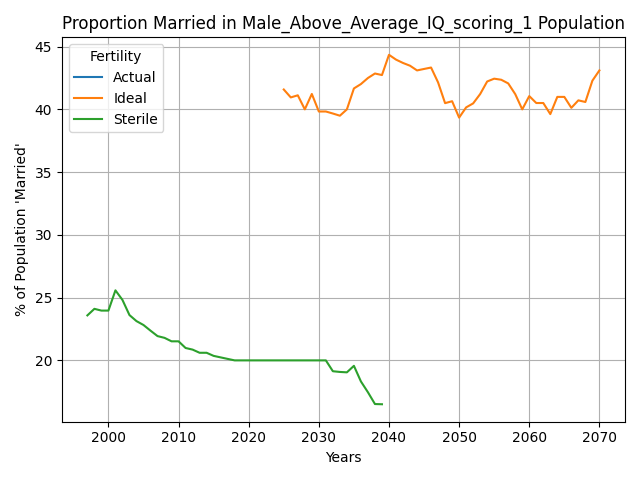 Proportion Married in Male_Above_Average_IQ_scoring_1 Population
Fertility
Actual
Ideal
Sterile
% of Population 'Married'
45
40
35
30
25
20
2000 2010 2020 2030 2040 2050 2060 2070
Years